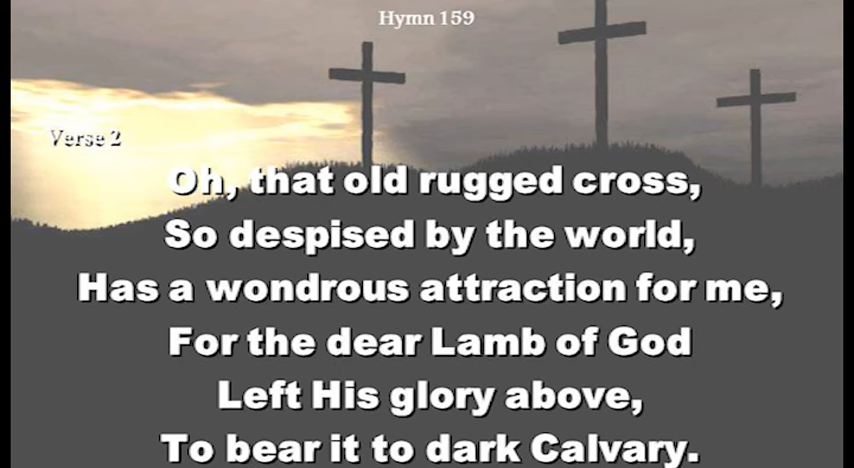 Hymn 159
Verse 2
Oh, that old rugged cross,
So despised by the world,
Has a wondrous attraction for me,
For the dear Lamb of God
Left His glory above,
To bear it to dark Calvary.